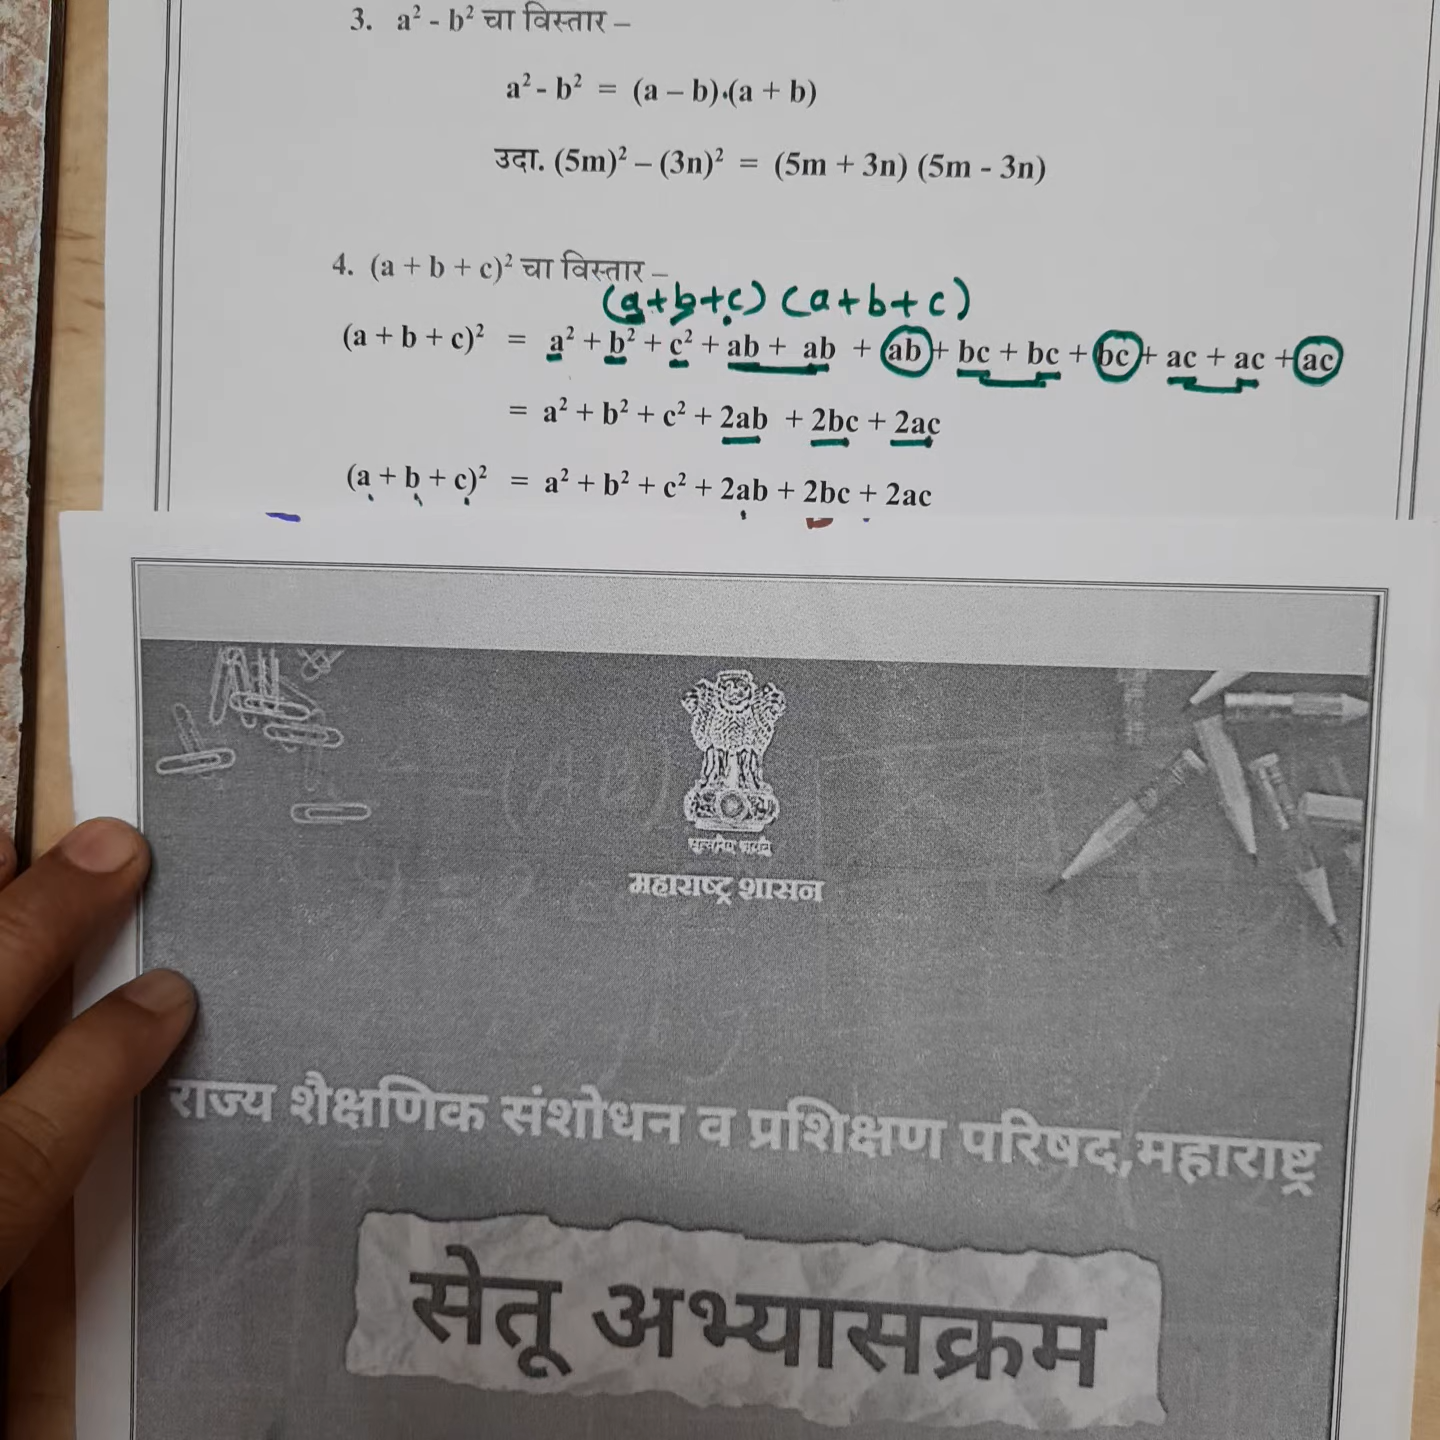 3. a² - b² चा विस्तार –
a² - b² = (a – b).(a + b)
उदा. (5m)² – (3n)² = (5m + 3n) (5m - 3n)
4. (a + b + c)² चा विस्तार –
(a+b+c) (a+b+c)
(a + b + c)² = a² + b² + c² + ab + ab + ab + bc + bc + bc + ac + ac + ac
= a² + b² + c² + 2ab + 2bc + 2ac
(a + b + c)² = a² + b² + c² + 2ab + 2bc + 2ac
सत्यमेव जयते
महाराष्ट्र शासन
राज्य शैक्षणिक संशोधन व प्रशिक्षण परिषद,महाराष्ट्र
सेतू अभ्यासक्रम